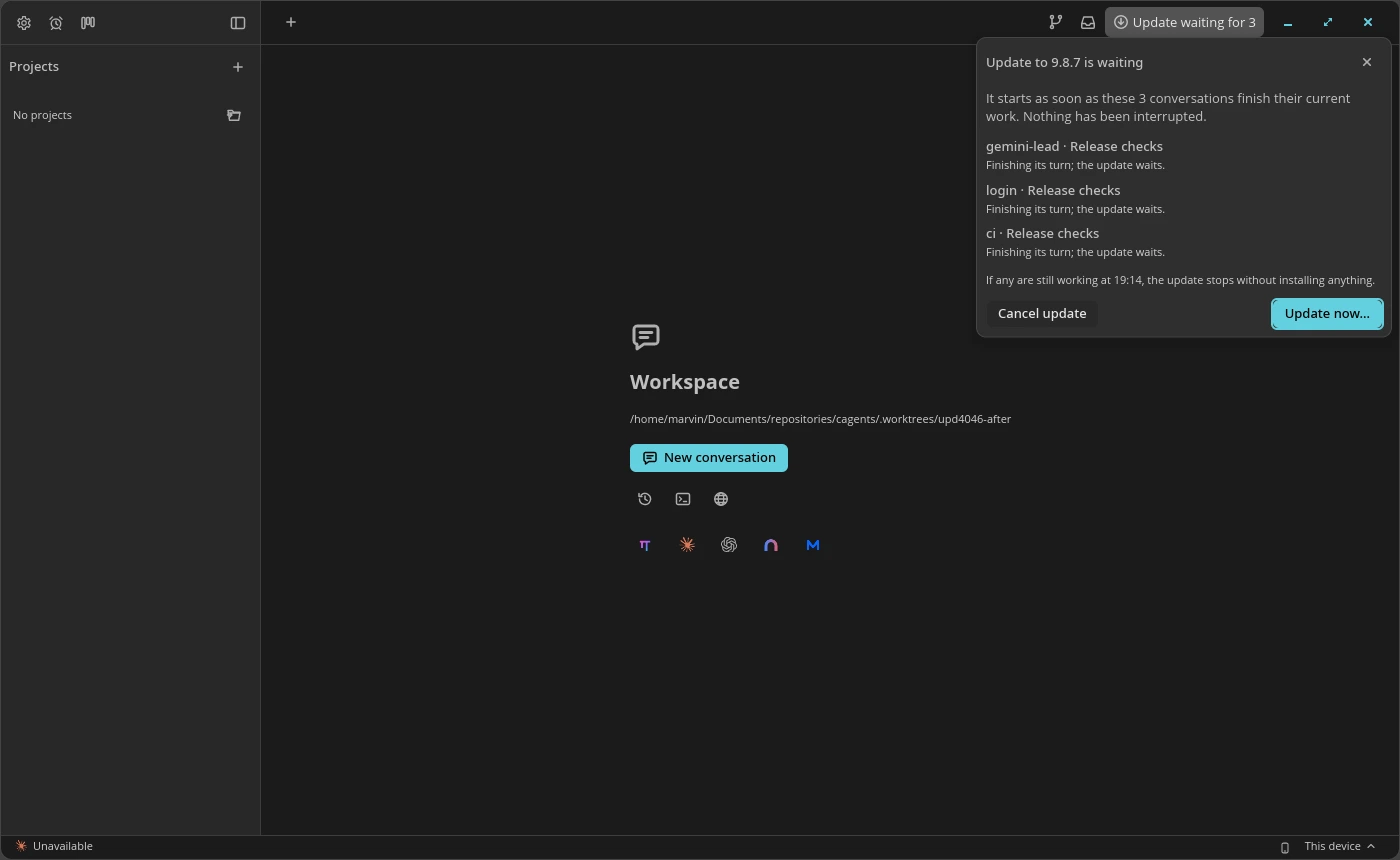 Update waiting for 3
Projects
No projects
Update to 9.8.7 is waiting
It starts as soon as these 3 conversations finish their current
work. Nothing has been interrupted.
gemini-lead · Release checks
Finishing its turn; the update waits.
login · Release checks
Finishing its turn; the update waits.
ci · Release checks
Finishing its turn; the update waits.
If any are still working at 19:14, the update stops without installing anything.
Cancel update
Update now...
Workspace
/home/marvin/Documents/repositories/cagents/.worktrees/upd4046-after
New conversation
Unavailable
This device